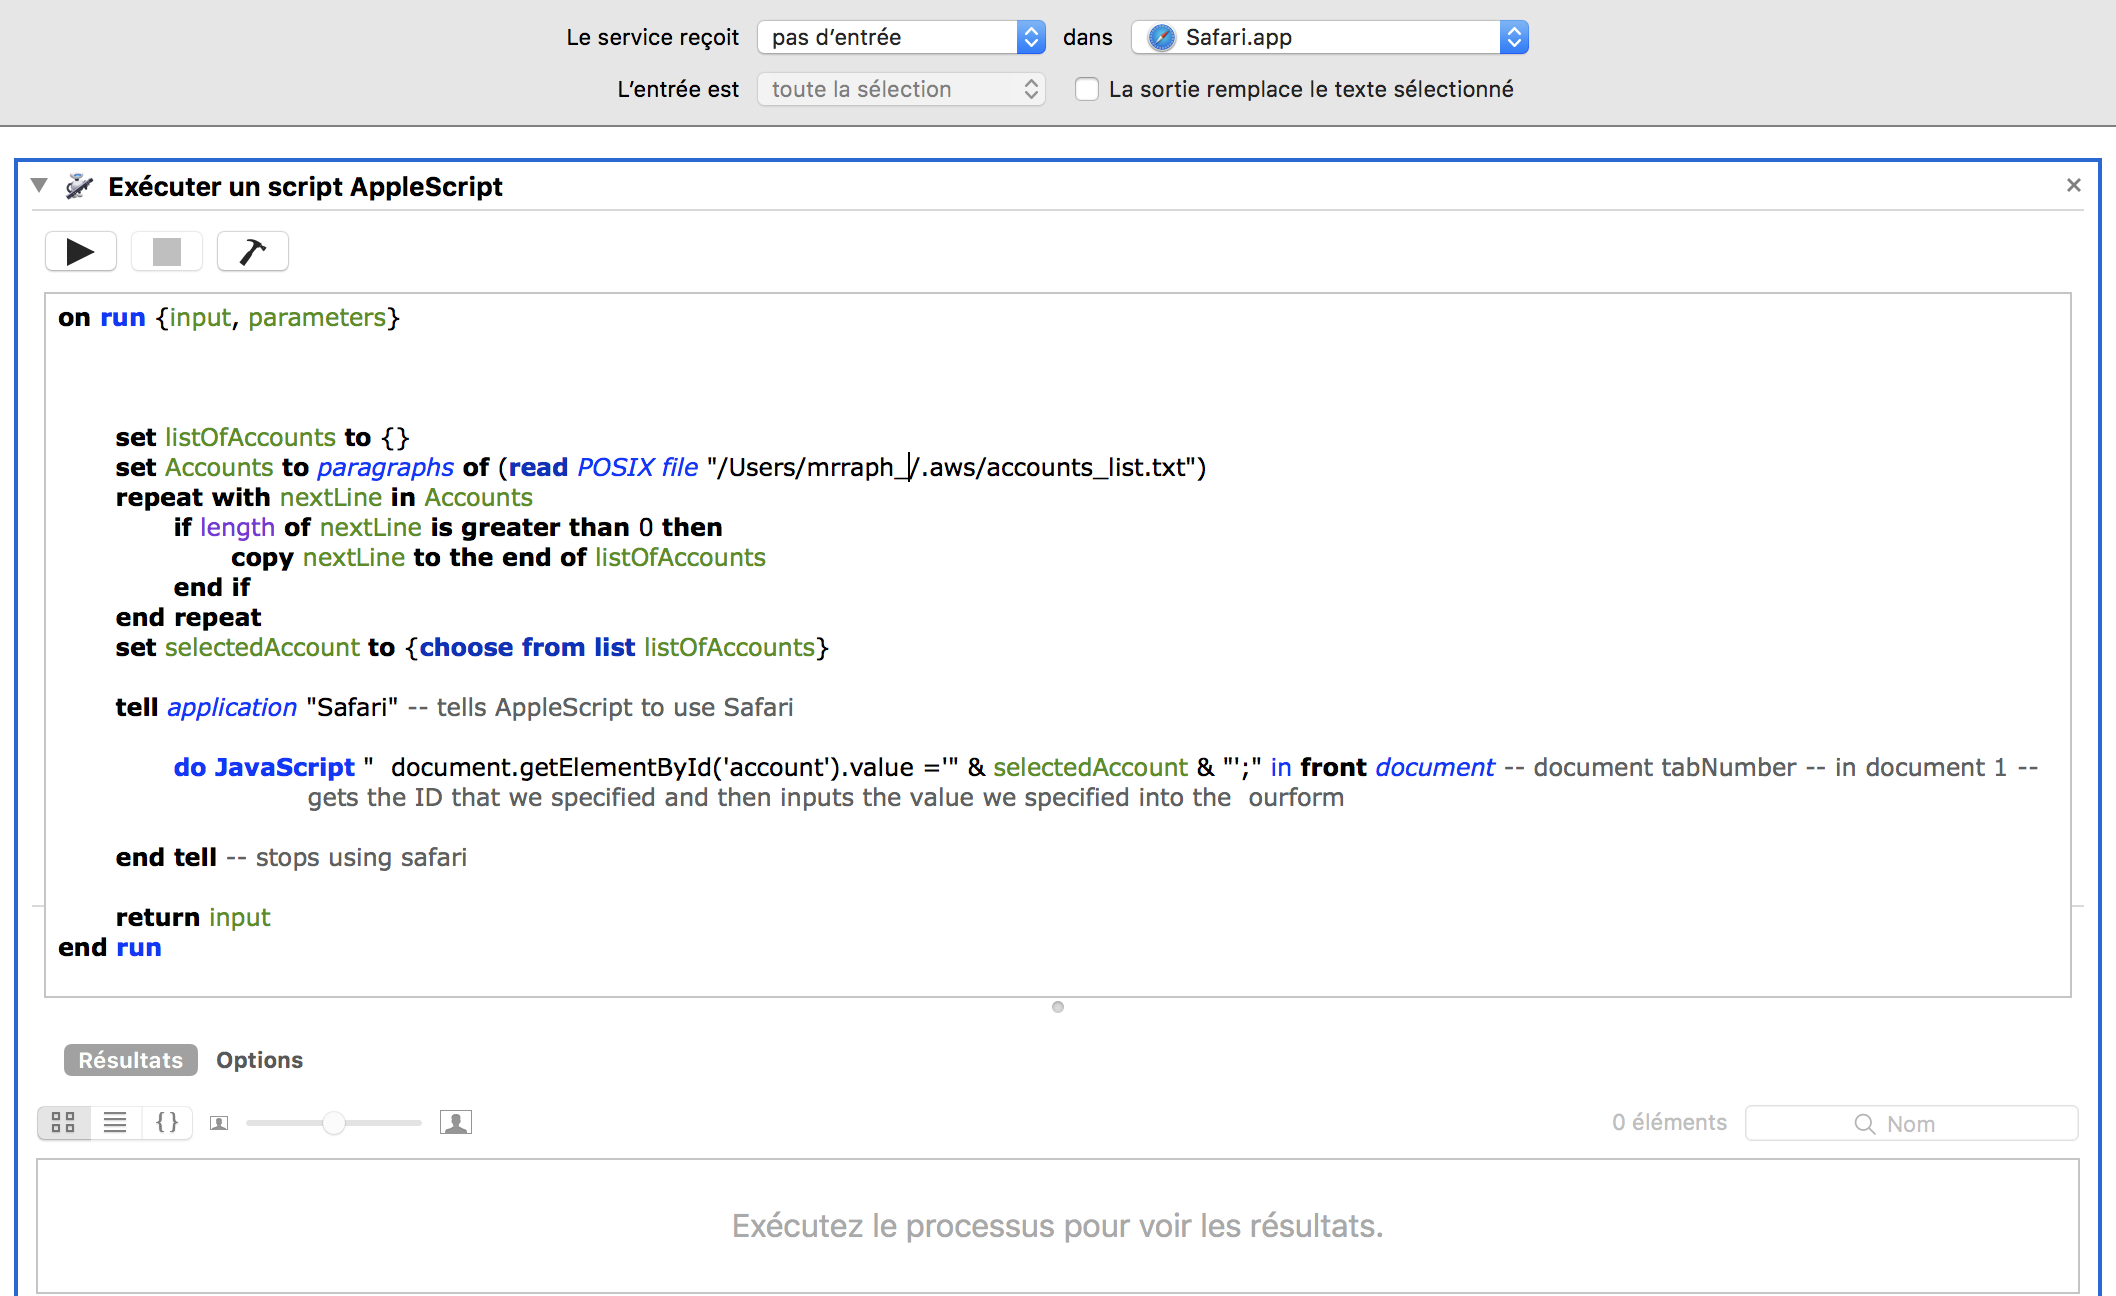 Le service reçoit pas d’entrée dans Safari.app
L’entrée est toute la sélection La sortie remplace le texte sélectionné
Exécuter un script AppleScript
on run {input, parameters}
set listOfAccounts to {}
set Accounts to paragraphs of (read POSIX file "/Users/mrraph_/.aws/accounts_list.txt")
repeat with nextLine in Accounts
if length of nextLine is greater than 0 then
copy nextLine to the end of listOfAccounts
end if
end repeat
set selectedAccount to {choose from list listOfAccounts}
tell application "Safari" -- tells AppleScript to use Safari
do JavaScript "  document.getElementById('account').value ='" & selectedAccount & "';" in front document -- document tabNumber -- in document 1 --
gets the ID that we specified and then inputs the value we specified into the  ourform
end tell -- stops using safari
return input
end run
Résultats Options
{} 0 éléments Nom
Exécutez le processus pour voir les résultats.